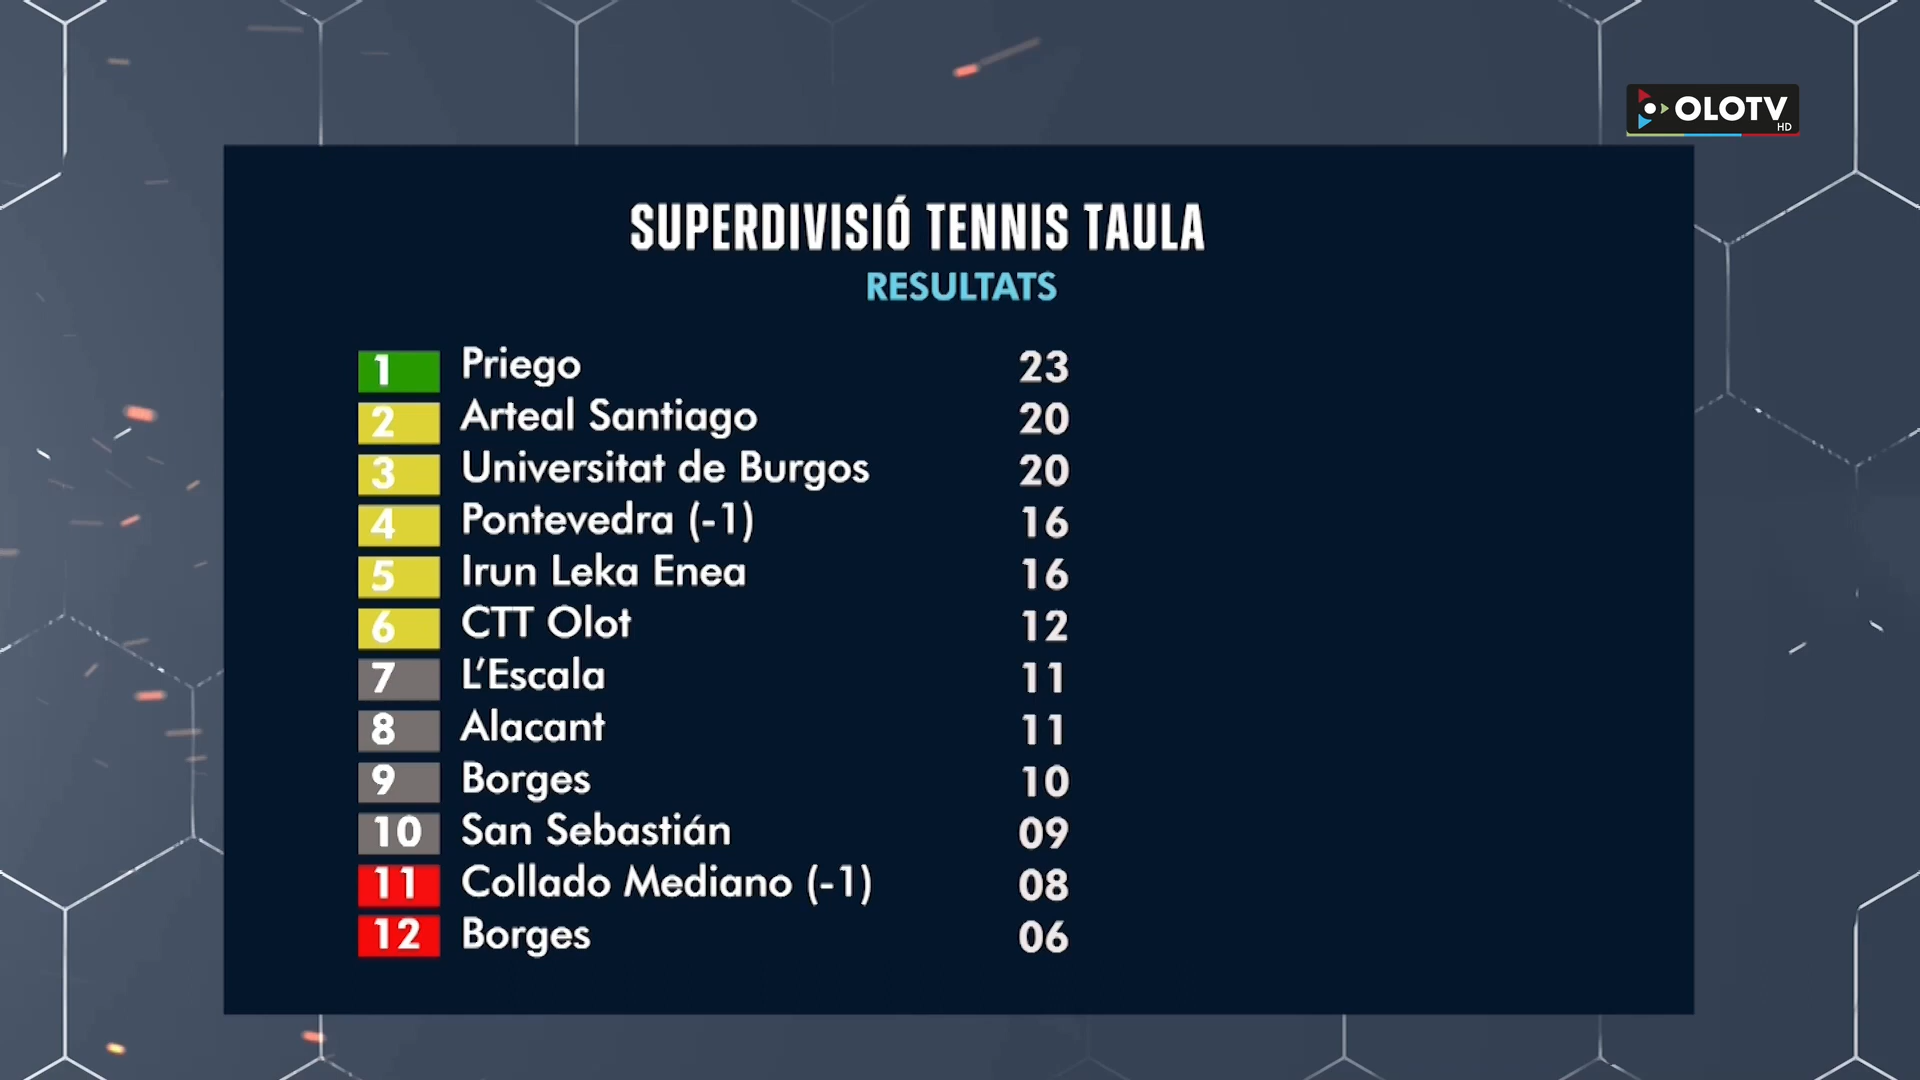 OLOTV
HD
SUPERDIVISIÓ TENNIS TAULA
RESULTATS
1 Priego 23
2 Arteal Santiago 20
3 Universitat de Burgos 20
4 Pontevedra (-1) 16
5 Irun Leka Enea 16
6 CTT Olot 12
7 L’Escala 11
8 Alacant 11
9 Borges 10
10 San Sebastián 09
11 Collado Mediano (-1) 08
12 Borges 06